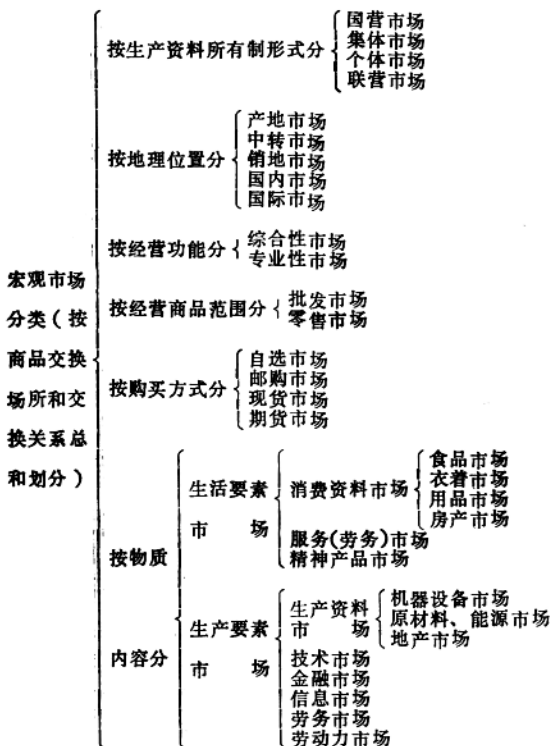 宏观市场
分类（按
商品交换
场所和交
换关系总
和划分）
按生产资料所有制形式分
国营市场
集体市场
个体市场
联营市场
按地理位置分
产地市场
中转市场
销地市场
国内市场
国际市场
按经营功能分
综合性市场
专业性市场
按经营商品范围分
批发市场
零售市场
按购买方式分
自选市场
邮购市场
现货市场
期货市场
按物质
内容分
生活要素
市 场
消费资料市场
食品市场
衣着市场
用品市场
房产市场
服务(劳务)市场
精神产品市场
生产要素
市 场
生产资料
市 场
机器设备市场
原材料、能源市场
地产市场
技术市场
金融市场
信息市场
劳务市场
劳动力市场